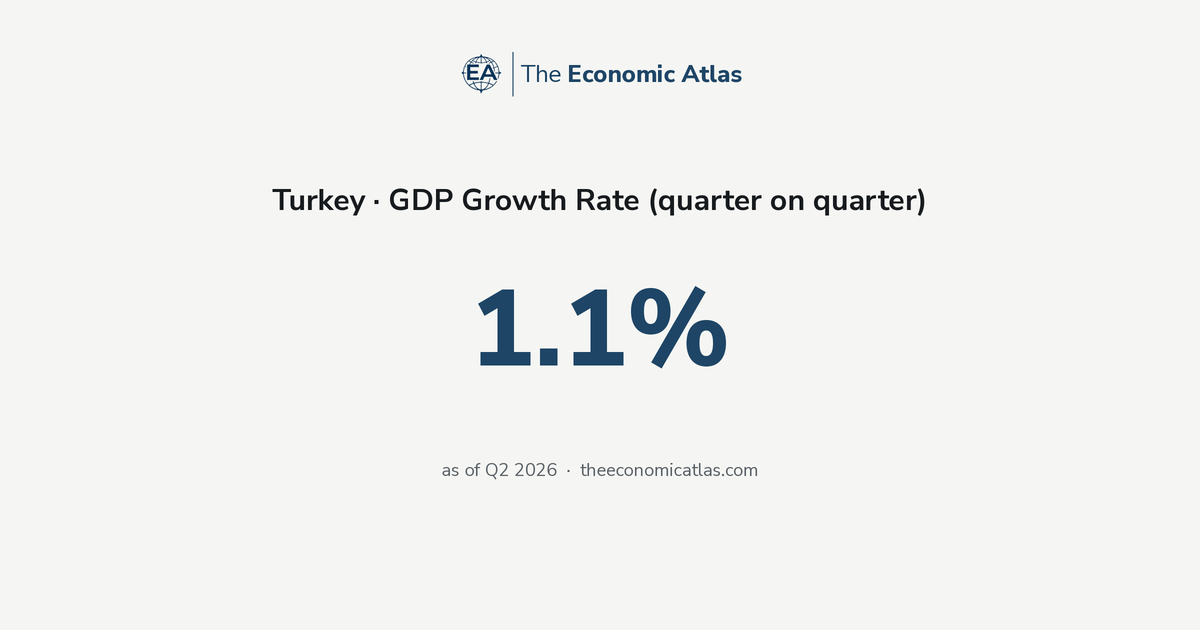 EA The Economic Atlas
Turkey · GDP Growth Rate (quarter on quarter)
1.1%
as of Q2 2026 · theeconomicatlas.com